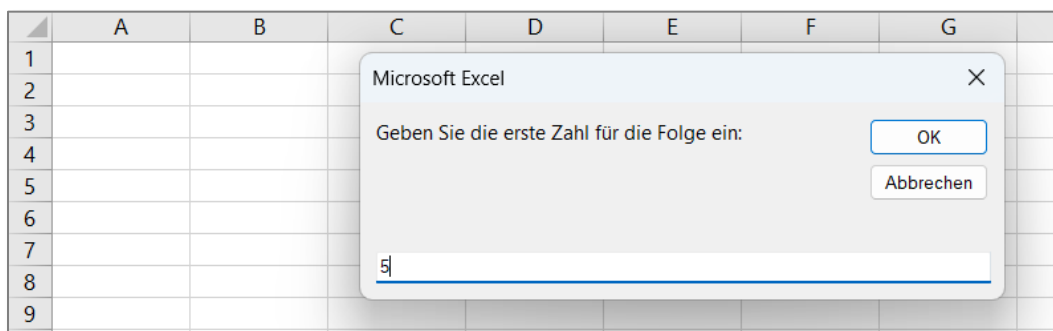 A B C D E F G
1
2
3
4
5
6
7
8
9
Microsoft Excel
Geben Sie die erste Zahl für die Folge ein:
OK
Abbrechen
5